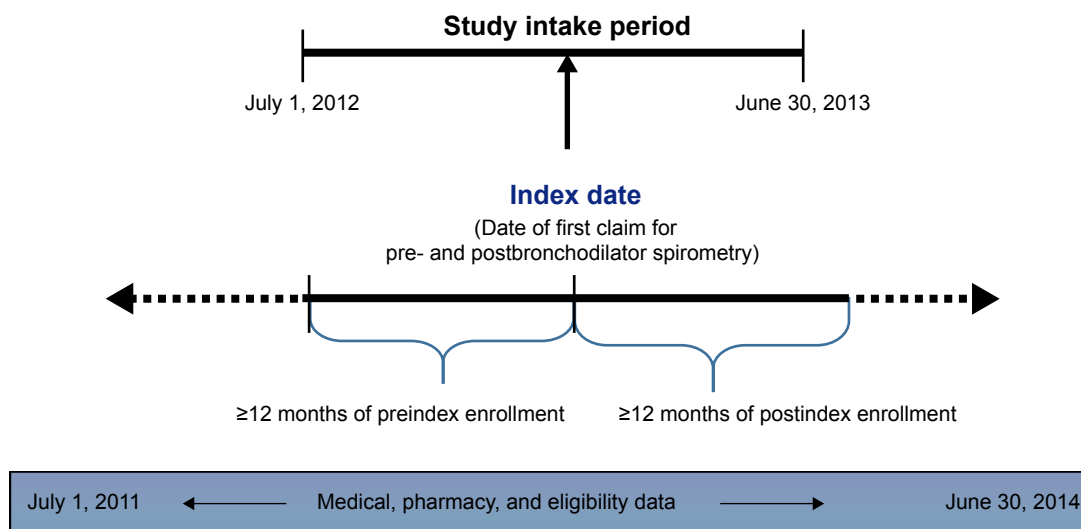 Study intake period
July 1, 2012
June 30, 2013
Index date
(Date of first claim for
pre- and postbronchodilator spirometry)
≥12 months of preindex enrollment
≥12 months of postindex enrollment
July 1, 2011
Medical, pharmacy, and eligibility data
June 30, 2014